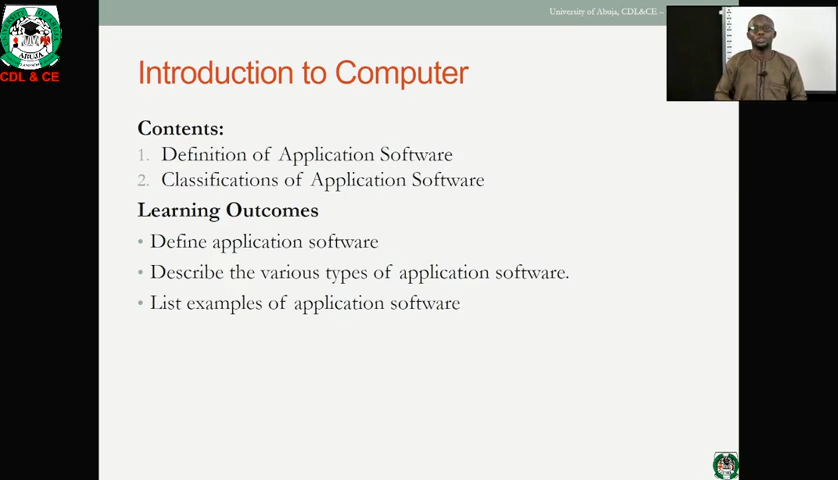 University of Abuja, CDL&CE –
ABUJA
CDL & CE
Introduction to Computer
Contents:
1. Definition of Application Software
2. Classifications of Application Software
Learning Outcomes
• Define application software
• Describe the various types of application software.
• List examples of application software